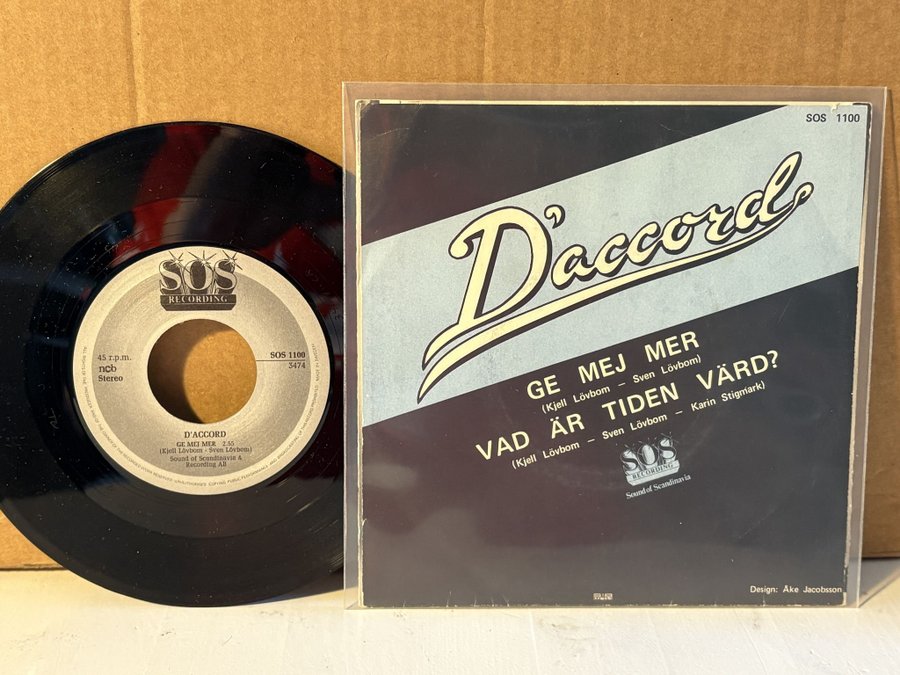 SOS
RECORDING
45 r.p.m.
ncb
Stereo
SOS 1100
3474
D'ACCORD
GE MEJ MER 2.55
(Kjell Lövbom - Sven Lövbom)
Sound of Scandinavia A
Recording AB
SOS 1100
D'accord
GE MEJ MER
(Kjell Lövbom – Sven Lövbom)
VAD ÄR TIDEN VÄRD?
(Kjell Lövbom – Sven Lövbom – Karin Stigmark)
SOS
RECORDING
Sound of Scandinavia
Design: Åke Jacobsson